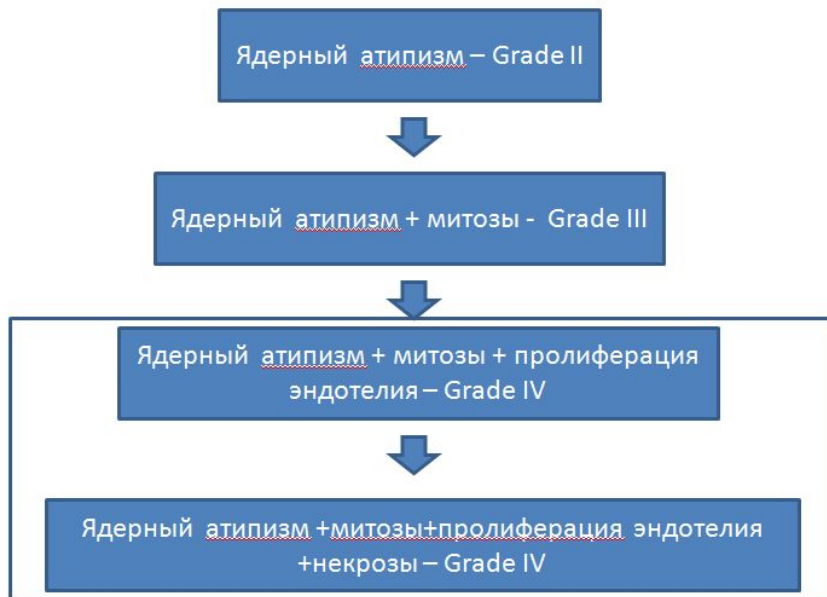 Ядерный атипизм – Grade II
Ядерный атипизм + митозы - Grade III
Ядерный атипизм + митозы + пролиферация
эндотелия – Grade IV
Ядерный атипизм +митозы+пролиферация эндотелия
+некрозы – Grade IV